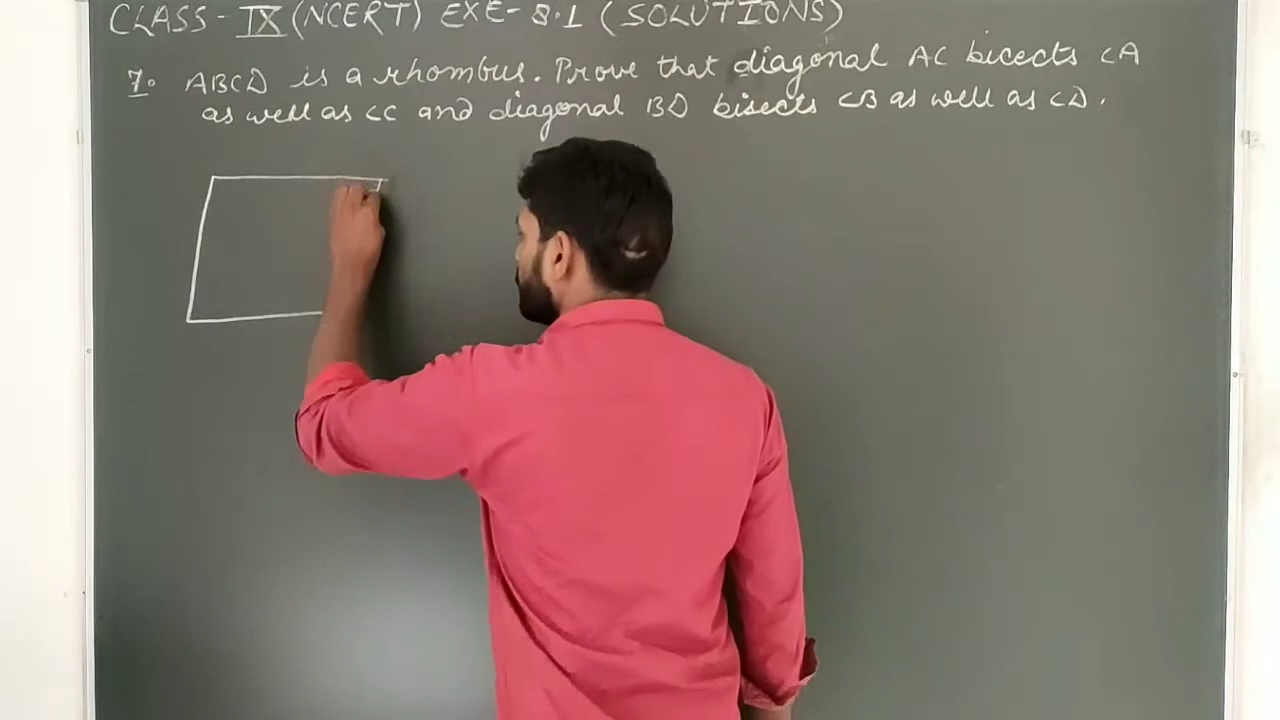 CLASS - IX (NCERT) EXE- 8.1 (SOLUTIONS)
7. ABCD is a rhombus. Prove that diagonal AC bicects ∠A
as well as ∠C and diagonal BD bisects ∠B as well as ∠D.